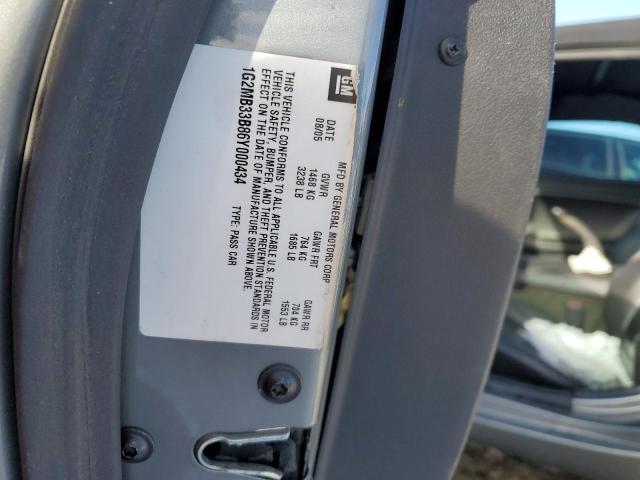 GM
MFD BY GENERAL MOTORS CORP
DATE GVWR GAWR FRT GAWR RR
08/05 1468 KG 764 KG 704 KG
3238 LB 1685 LB 1553 LB
THIS VEHICLE CONFORMS TO ALL APPLICABLE U.S. FEDERAL MOTOR
VEHICLE SAFETY, BUMPER, AND THEFT PREVENTION STANDARDS IN
EFFECT ON THE DATE OF MANUFACTURE SHOWN ABOVE.
1G2MB33B86Y000434 TYPE: PASS CAR